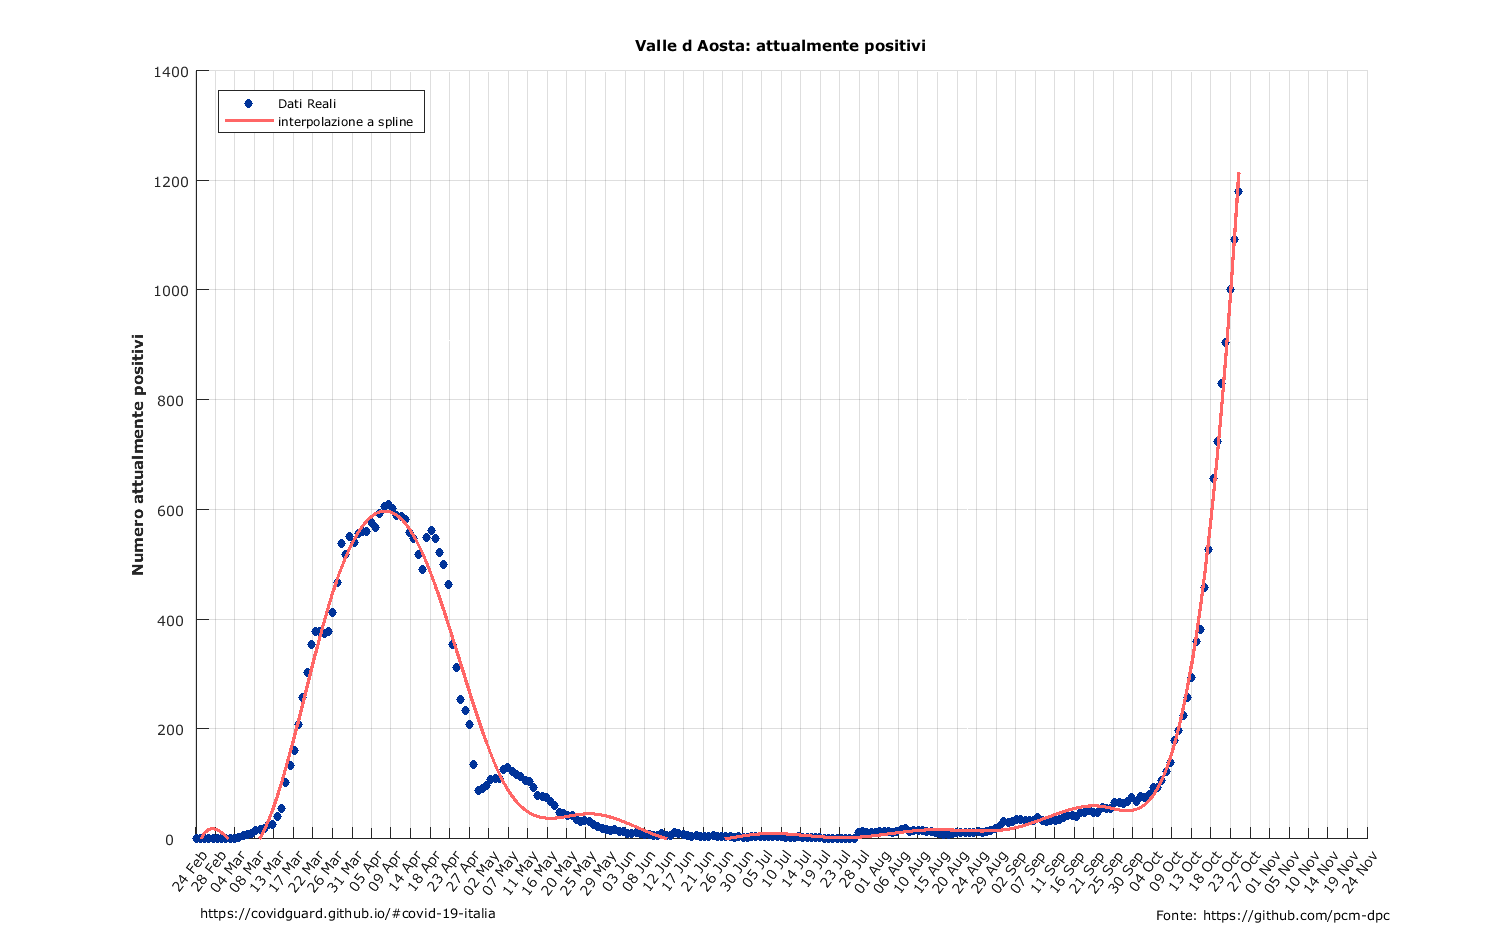 Valle d Aosta: attualmente positivi
Dati Reali
interpolazione a spline
Numero attualmente positivi
1400
1200
1000
800
600
400
200
0
24 Feb
28 Feb
04 Mar
08 Mar
13 Mar
17 Mar
22 Mar
26 Mar
31 Mar
05 Apr
09 Apr
14 Apr
18 Apr
23 Apr
27 Apr
02 May
07 May
11 May
16 May
20 May
25 May
29 May
03 Jun
08 Jun
12 Jun
17 Jun
21 Jun
26 Jun
30 Jun
05 Jul
10 Jul
14 Jul
19 Jul
23 Jul
28 Jul
01 Aug
06 Aug
10 Aug
15 Aug
20 Aug
24 Aug
29 Aug
02 Sep
07 Sep
11 Sep
16 Sep
21 Sep
25 Sep
30 Sep
04 Oct
09 Oct
13 Oct
18 Oct
23 Oct
27 Oct
01 Nov
05 Nov
10 Nov
14 Nov
19 Nov
24 Nov
https://covidguard.github.io/#covid-19-italia
Fonte: https://github.com/pcm-dpc